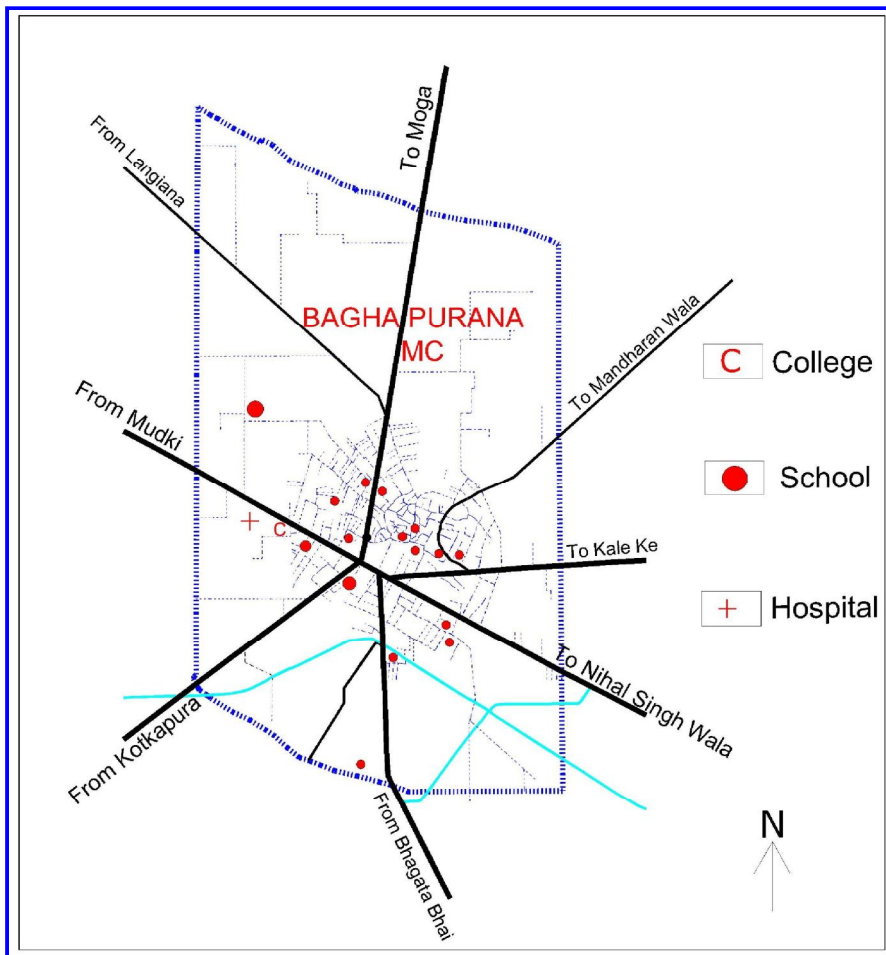 To Moga
From Langiana
BAGHA PURANA
MC
To Mandharan Wala
C College
From Mudki
School
C
To Kale Ke
Hospital
To Nihal Singh Wala
From Kotkapura
From Bhagata Bhai
N